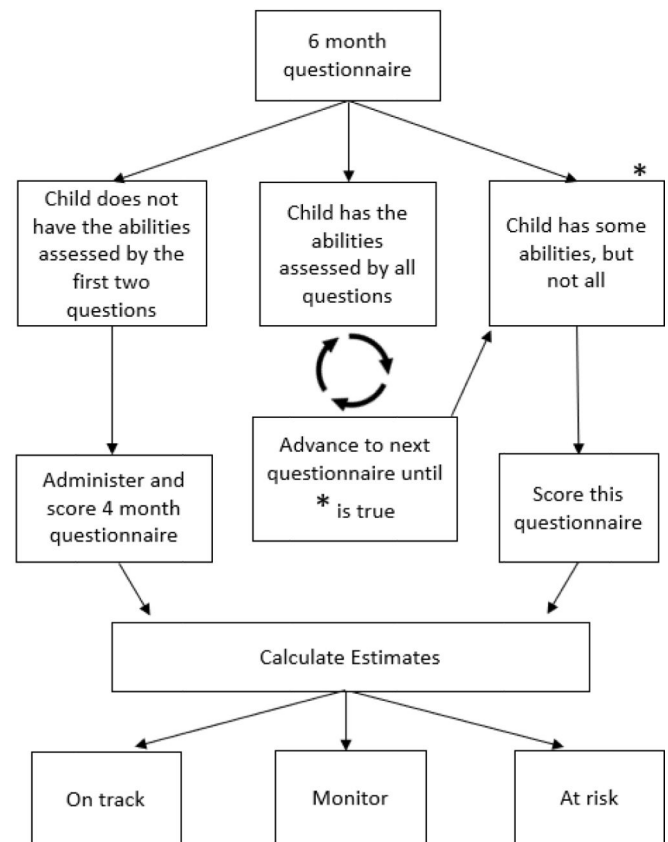 6 month
questionnaire
*
Child does not
have the abilities
assessed by the
first two
questions
Child has the
abilities
assessed by all
questions
Child has some
abilities, but
not all
Administer and
score 4 month
questionnaire
Advance to next
questionnaire until
* is true
Score this
questionnaire
Calculate Estimates
On track
Monitor
At risk